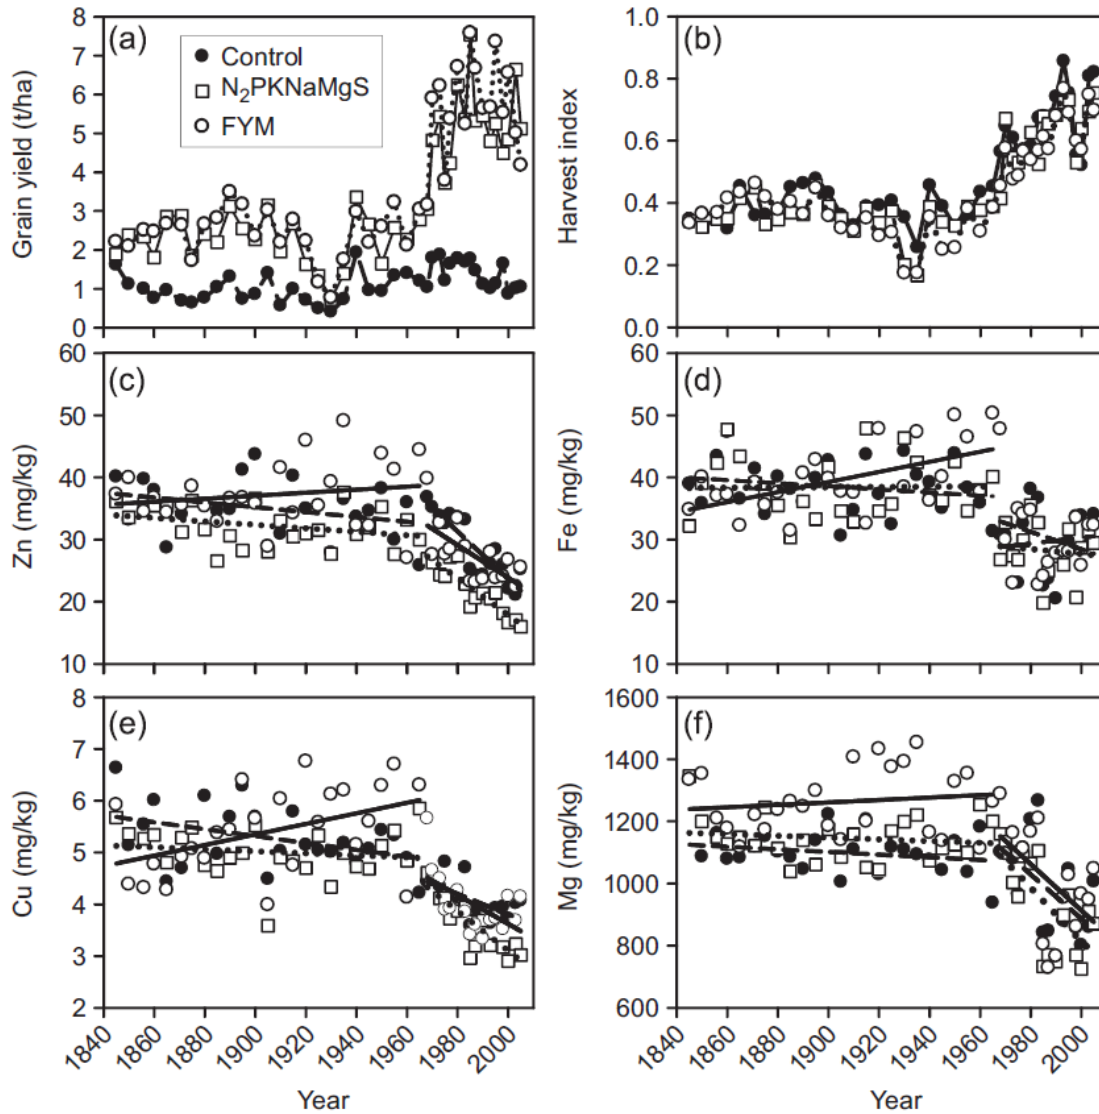 (a)
Control
N₂PKNaMgS
FYM
Grain yield (t/ha)
8
7
6
5
4
3
2
1
0
(b)
Harvest index
1.0
0.8
0.6
0.4
0.2
0.0
(c)
Zn (mg/kg)
60
50
40
30
20
10
(d)
Fe (mg/kg)
60
50
40
30
20
10
(e)
Cu (mg/kg)
8
7
6
5
4
3
2
1840 1860 1880 1900 1920 1940 1960 1980 2000
Year
(f)
Mg (mg/kg)
1600
1400
1200
1000
800
600
1840 1860 1880 1900 1920 1940 1960 1980 2000
Year